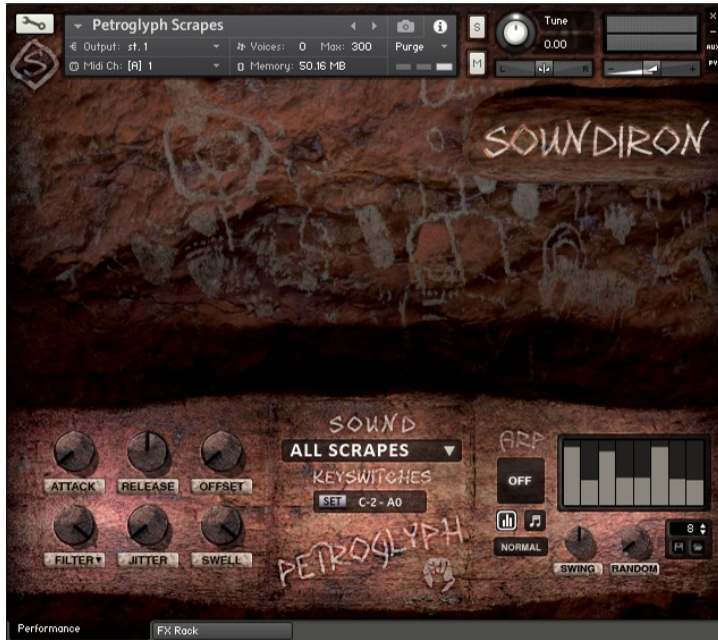 Petroglyph Scrapes
Output: st. 1
Voices: 0 Max: 300
Purge
Midi Ch: [A] 1
Memory: 50.16 MB
S
M
Tune
0.00
L R
- +
×
-
AUX
PV
S
SOUNDIRON
SOUND
ALL SCRAPES
KEYSWITCHES
SET C-2 - A0
PETROGLYPH
ATTACK RELEASE OFFSET
FILTER JITTER SWELL
ARP
OFF
NORMAL
8
SWING RANDOM
Performance FX Rack